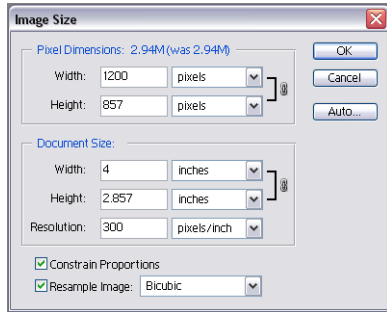 Image Size
Pixel Dimensions: 2.94M (was 2.94M)
Width: 1200 pixels
Height: 857 pixels
OK
Cancel
Auto...
Document Size:
Width: 4 inches
Height: 2.857 inches
Resolution: 300 pixels/inch
Constrain Proportions
Resample Image: Bicubic